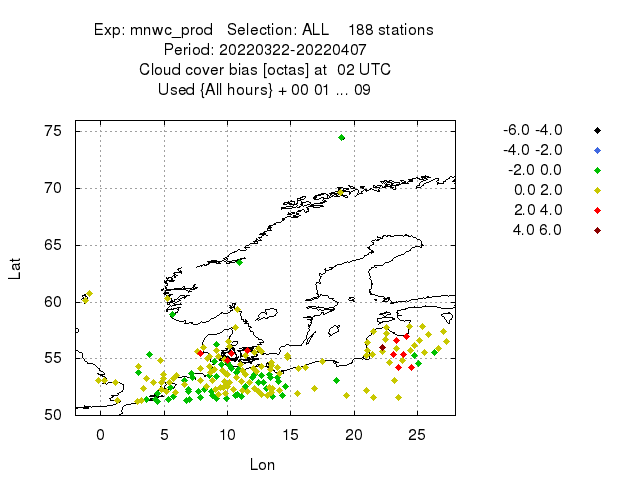 Exp: mnwc_prod   Selection: ALL    188 stations
Period: 20220322-20220407
Cloud cover bias [octas] at  02 UTC
Used {All hours} + 00 01 ... 09
75
70
65
60
55
50
0 5 10 15 20 25
Lat
Lon
-6.0 -4.0
-4.0 -2.0
-2.0 0.0
0.0 2.0
2.0 4.0
4.0 6.0